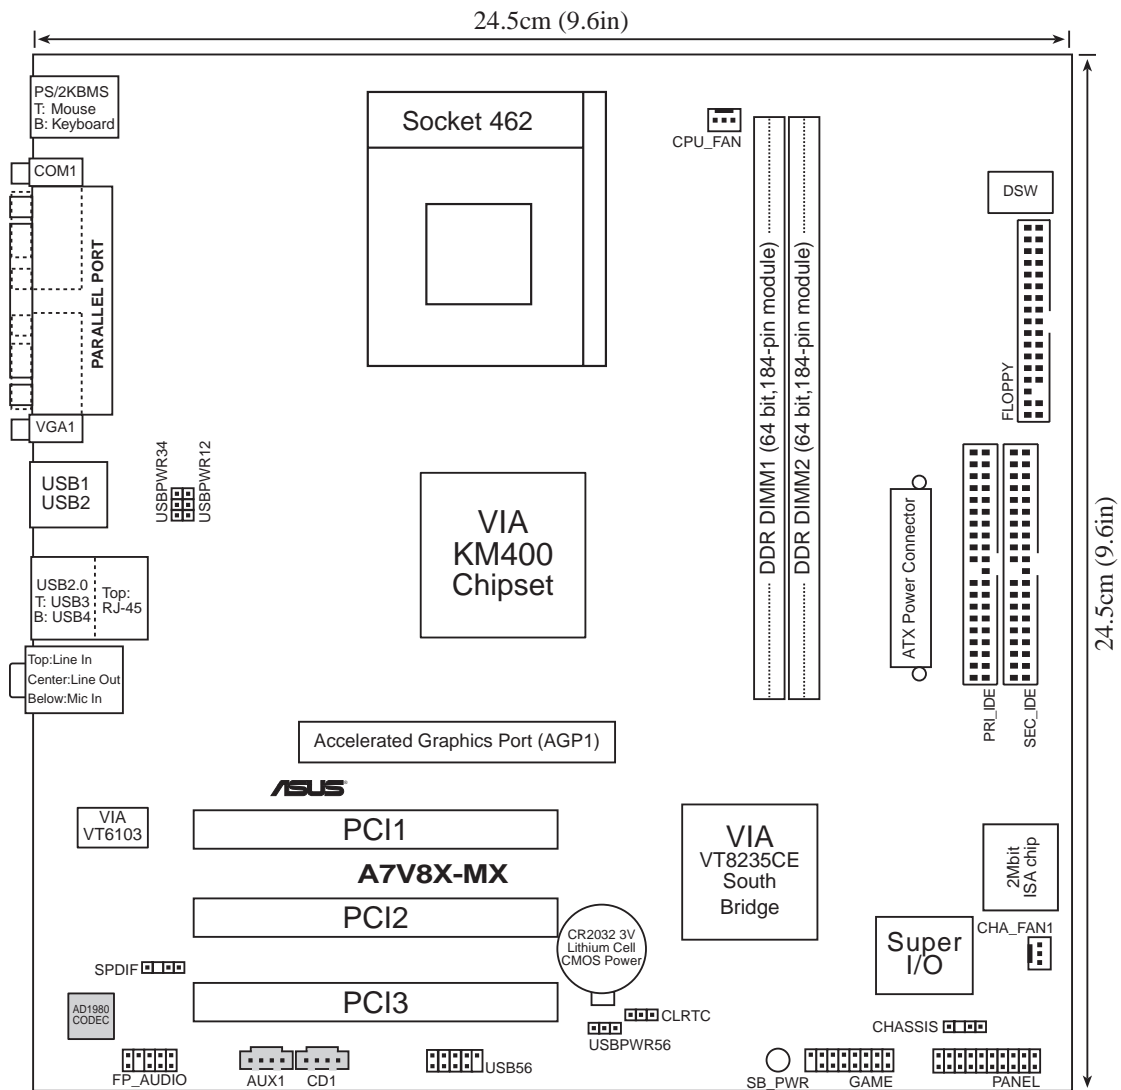 24.5cm (9.6in)
PS/2KBMS
T: Mouse
B: Keyboard
Socket 462
CPU_FAN
COM1
DSW
PARALLEL PORT
DDR DIMM1 (64 bit,184-pin module)
DDR DIMM2 (64 bit,184-pin module)
FLOPPY
VGA1
USBPWR34
USBPWR12
USB1
USB2
VIA
KM400
Chipset
ATX Power Connector
24.5cm (9.6in)
USB2.0
T: USB3
B: USB4
Top:
RJ-45
Top:Line In
Center:Line Out
Below:Mic In
PRI_IDE
SEC_IDE
Accelerated Graphics Port (AGP1)
ASUS
VIA
VT6103
PCI1
VIA
VT8235CE
South
Bridge
2Mbit
ISA chip
A7V8X-MX
PCI2
CR2032 3V
Lithium Cell
CMOS Power
Super
I/O
CHA_FAN1
SPDIF
PCI3
AD1980
CODEC
CLRTC
USBPWR56
CHASSIS
FP_AUDIO
AUX1
CD1
USB56
SB_PWR
GAME
PANEL